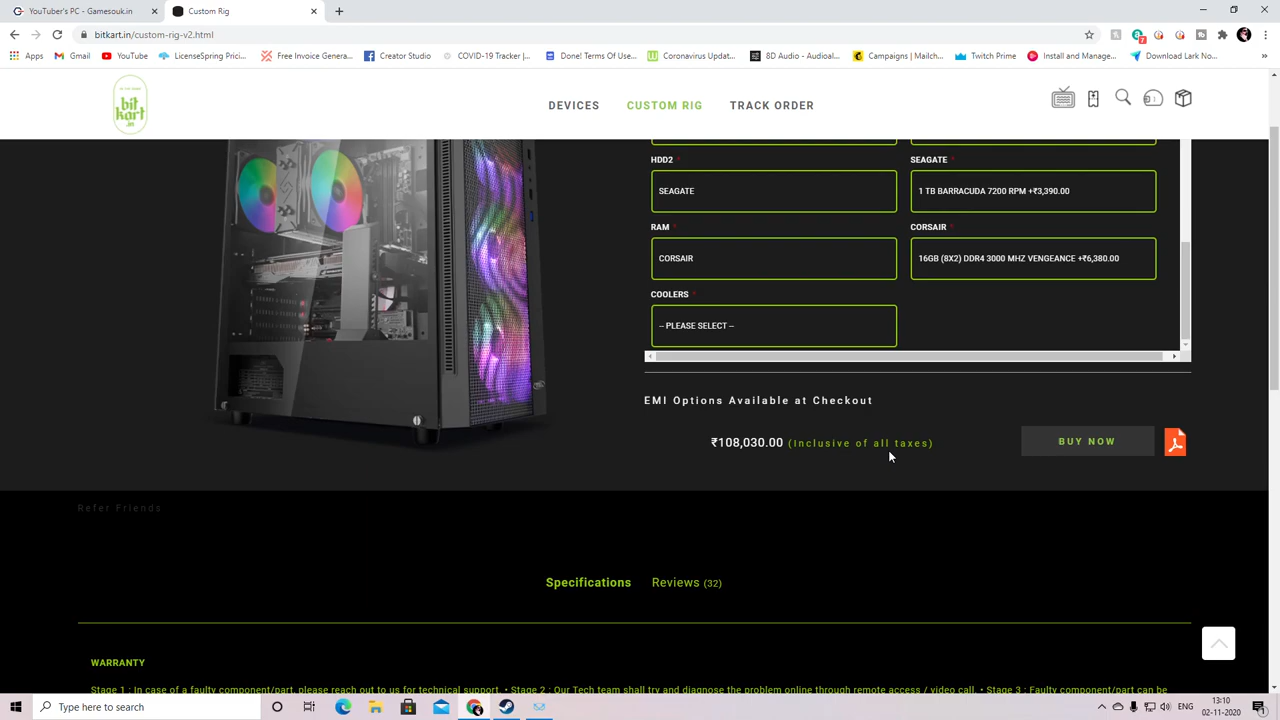 YouTuber's PC - Gamesouk.in
Custom Rig
bitkart.in/custom-rig-v2.html
Apps
Gmail
YouTube
LicenseSpring Prici...
Free Invoice Genera...
Creator Studio
COVID-19 Tracker |...
Done! Terms Of Use...
Coronavirus Updat...
8D Audio - Audioal...
Campaigns | Mailch...
Twitch Prime
Install and Manage...
Download Lark No...
bit
kart
.in
DEVICES
CUSTOM RIG
TRACK ORDER
HDD2 *
SEAGATE *
SEAGATE
1 TB BARRACUDA 7200 RPM +₹3,390.00
RAM *
CORSAIR *
CORSAIR
16GB (8X2) DDR4 3000 MHZ VENGEANCE +₹6,380.00
COOLERS *
-- PLEASE SELECT --
EMI Options Available at Checkout
₹108,030.00 (Inclusive of all taxes)
BUY NOW
Refer Friends
Specifications
Reviews (32)
WARRANTY
Stage 1 : In case of a faulty component/part, please reach out to us for technical support. • Stage 2 : Our Tech team shall try and diagnose the problem online through remote access / video call. • Stage 3 : Faulty component/part can be
Type here to search
ENG
13:10
02-11-2020